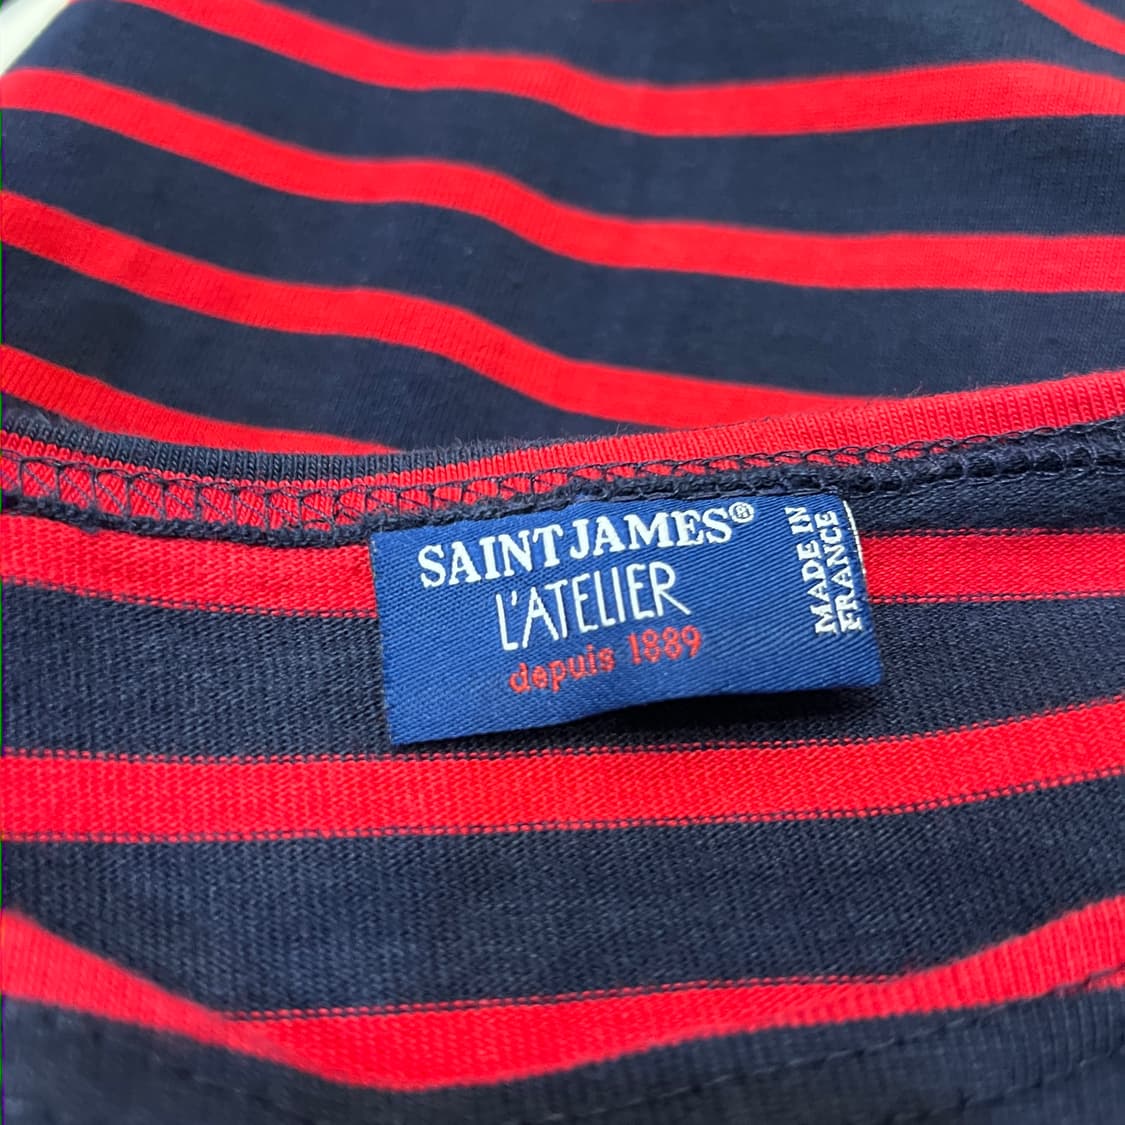 SAINT JAMES®
L'ATELIER
depuis 1889
MADE IN
FRANCE